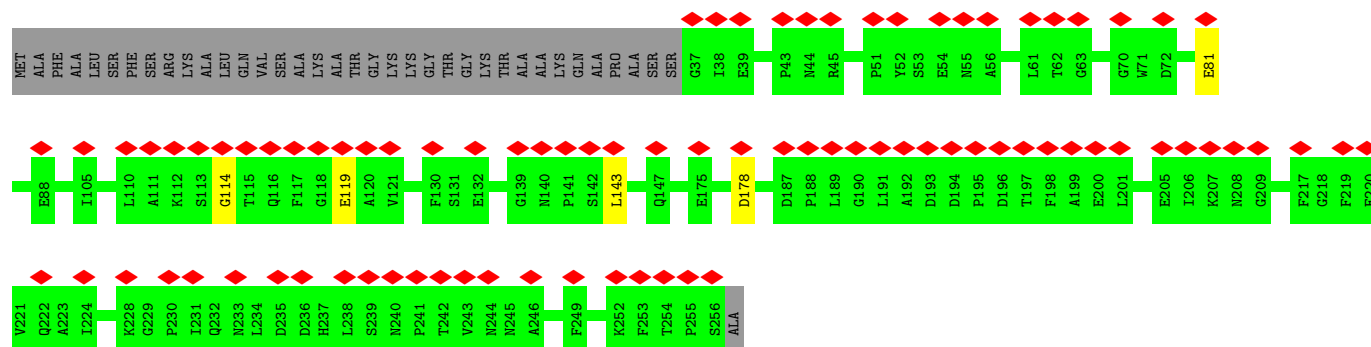 MET ALA PHE ALA LEU SER PHE SER ARG LYS ALA LEU GLN VAL SER ALA LYS ALA THR GLY LYS LYS GLY THR GLY LYS THR ALA ALA LYS GLN ALA PRO ALA SER SER G37 I38 E39 P43 N44 R45 P51 Y52 S53 E54 N55 A56 L61 T62 G63 G70 W71 D72 E81
E88 I105 L110 A111 K112 S113 G114 T115 Q116 F117 G118 E119 A120 V121 F130 S131 E132 G139 N140 P141 S142 L143 Q147 E175 D178 D187 P188 L189 G190 L191 A192 D193 D194 P195 D196 T197 F198 A199 E200 L201 E205 I206 K207 N208 G209 F217 G218 F219 F220
V221 Q222 A223 I224 K228 G229 P230 I231 Q232 N233 L234 D235 D236 H237 L238 S239 N240 P241 T242 V243 N244 N245 A246 F249 K252 F253 T254 P255 S256 ALA